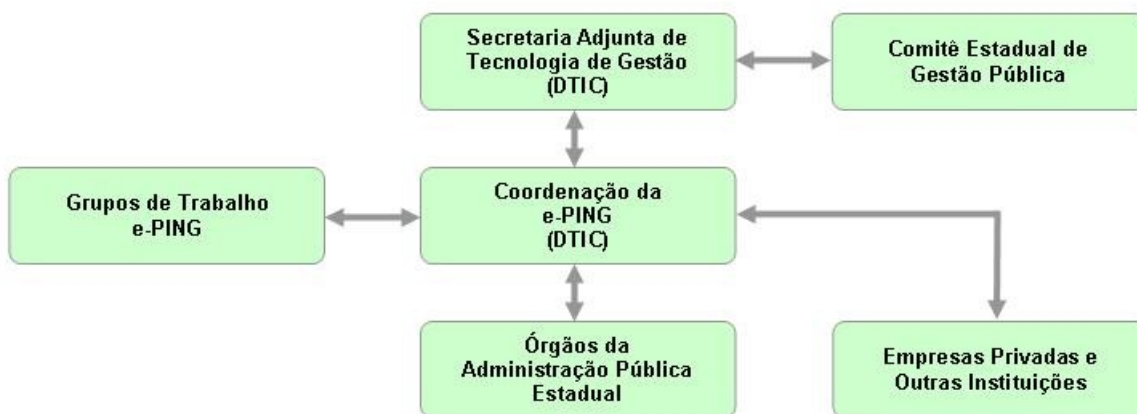 Secretaria Adjunta de
Tecnologia de Gestão
(DTIC)
Comitê Estadual de
Gestão Pública
Grupos de Trabalho
e-PING
Coordenação da
e-PING
(DTIC)
Órgãos da
Administração Pública
Estadual
Empresas Privadas e
Outras Instituições